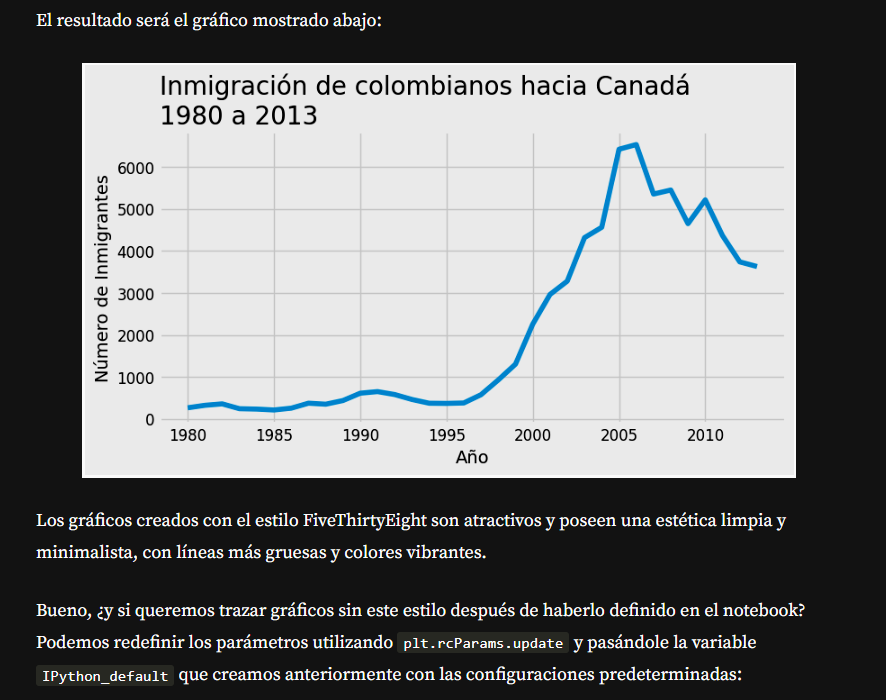 El resultado será el gráfico mostrado abajo:
Inmigración de colombianos hacia Canadá
1980 a 2013
Número de Inmigrantes
6000
5000
4000
3000
2000
1000
0
1980 1985 1990 1995 2000 2005 2010
Año
Los gráficos creados con el estilo FiveThirtyEight son atractivos y poseen una estética limpia y
minimalista, con líneas más gruesas y colores vibrantes.
Bueno, ¿y si queremos trazar gráficos sin este estilo después de haberlo definido en el notebook?
Podemos redefinir los parámetros utilizando plt.rcParams.update y pasándole la variable
IPython_default que creamos anteriormente con las configuraciones predeterminadas: